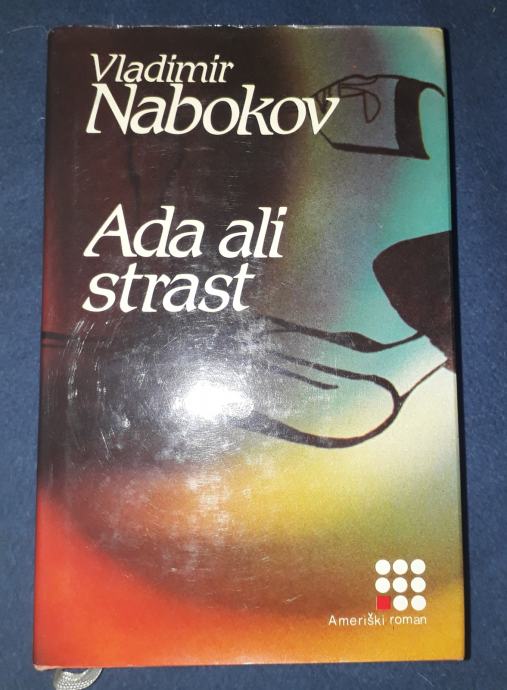 Vladimir
Nabokov
Ada ali
strast
Ameriški roman